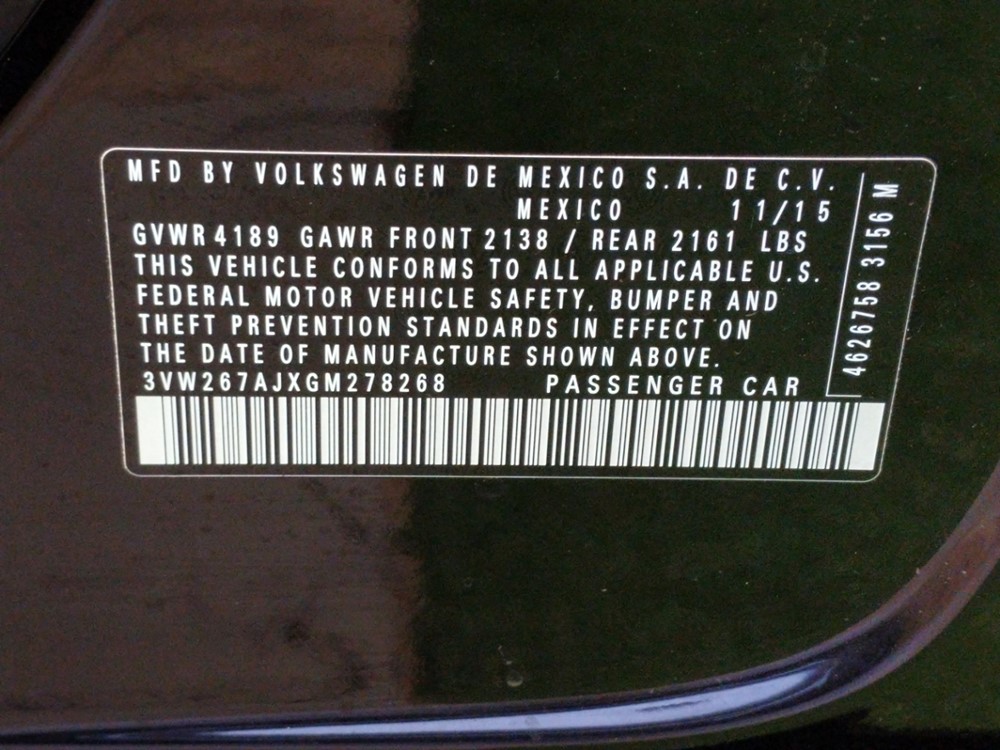 MFD BY VOLKSWAGEN DE MEXICO S.A. DE C.V.
MEXICO 11/15
GVWR 4189 GAWR FRONT 2138 / REAR 2161 LBS
THIS VEHICLE CONFORMS TO ALL APPLICABLE U.S.
FEDERAL MOTOR VEHICLE SAFETY, BUMPER AND
THEFT PREVENTION STANDARDS IN EFFECT ON
THE DATE OF MANUFACTURE SHOWN ABOVE.
3VW267AJXGM278268 PASSENGER CAR
4626758 3156 M